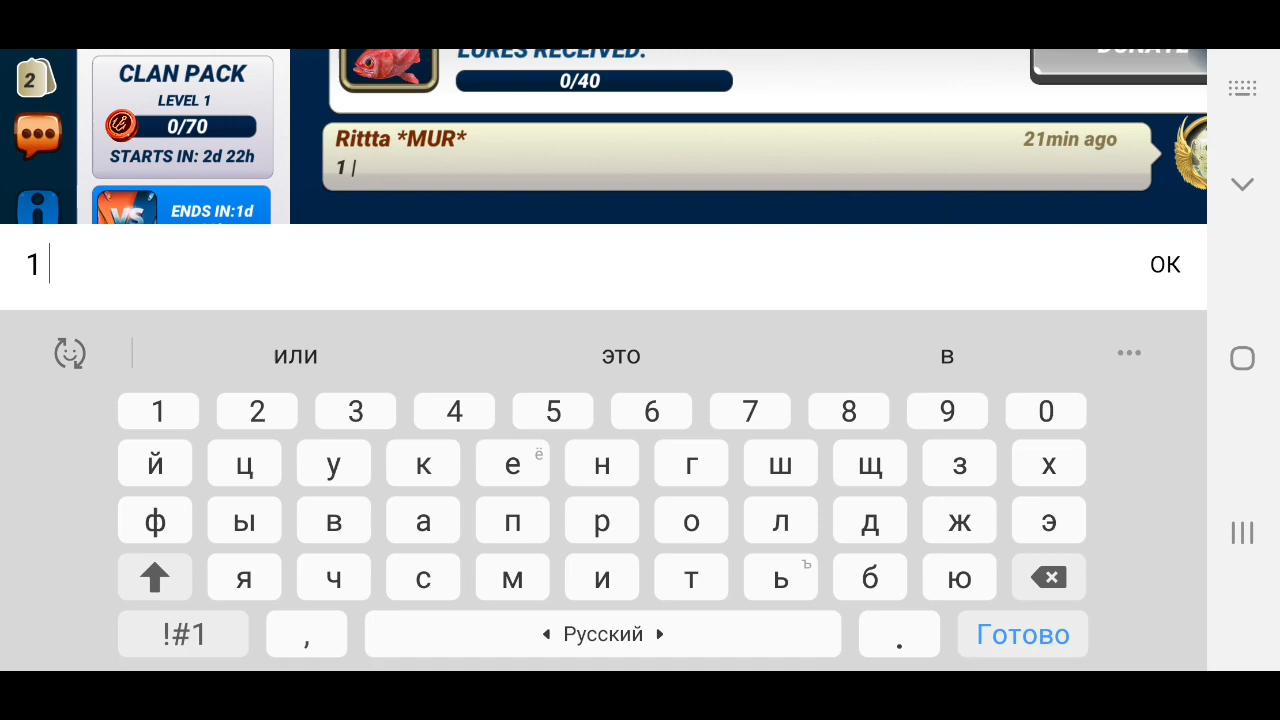 LURES RECEIVED:
DONATE
2
CLAN PACK
LEVEL 1
0/40
0/70
Rittta *MUR*
21min ago
STARTS IN: 2d 22h
1 |
VS
ENDS IN:1d
1
ОК
или это в
1 2 3 4 5 6 7 8 9 0
й ц у к е ё н г ш щ з х
ф ы в а п р о л д ж э
я ч с м и т ь ъ б ю
!#1 , Русский . Готово